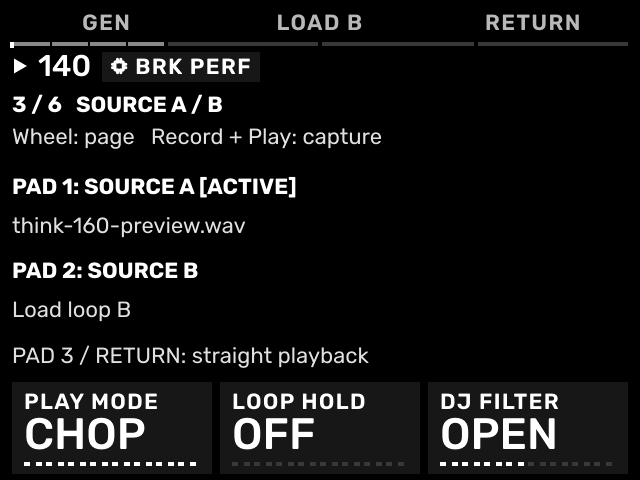 GEN LOAD B RETURN
140 BRK PERF
3 / 6 SOURCE A / B
Wheel: page Record + Play: capture
PAD 1: SOURCE A [ACTIVE]
think-160-preview.wav
PAD 2: SOURCE B
Load loop B
PAD 3 / RETURN: straight playback
PLAY MODE LOOP HOLD DJ FILTER
CHOP OFF OPEN